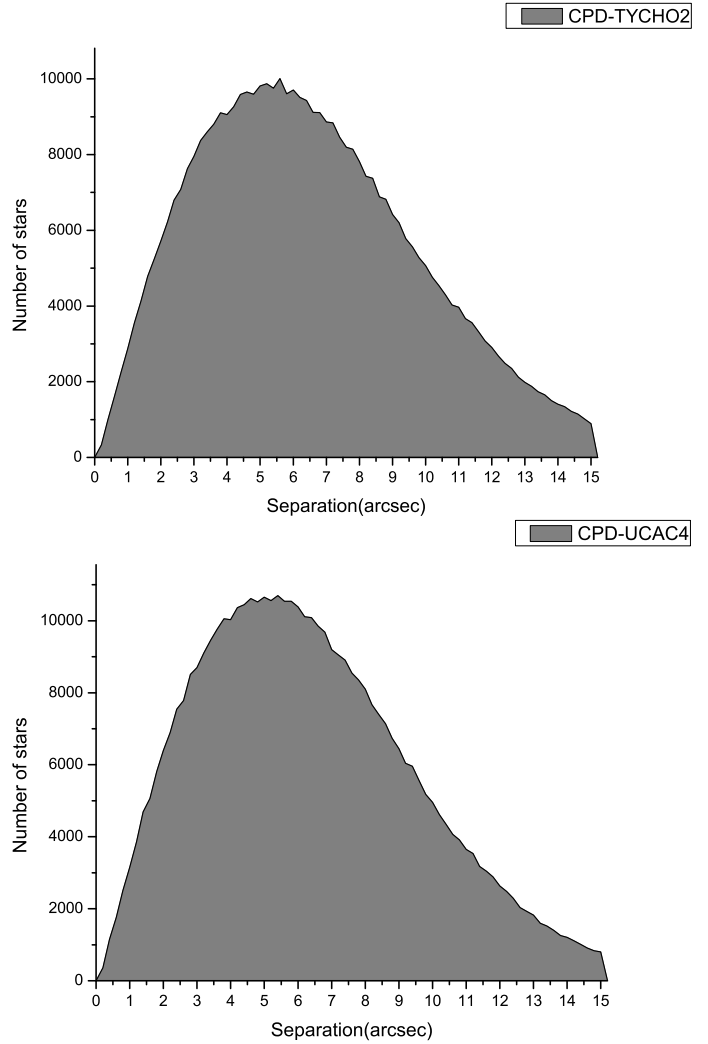 CPD-TYCHO2
10000
8000
6000
4000
2000
0
Number of stars
0 1 2 3 4 5 6 7 8 9 10 11 12 13 14 15
Separation(arcsec)
CPD-UCAC4
10000
8000
6000
4000
2000
0
Number of stars
0 1 2 3 4 5 6 7 8 9 10 11 12 13 14 15
Separation(arcsec)